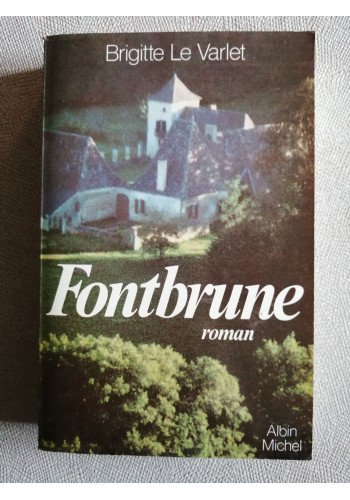 Brigitte Le Varlet
Fontbrune
roman
Albin
Michel